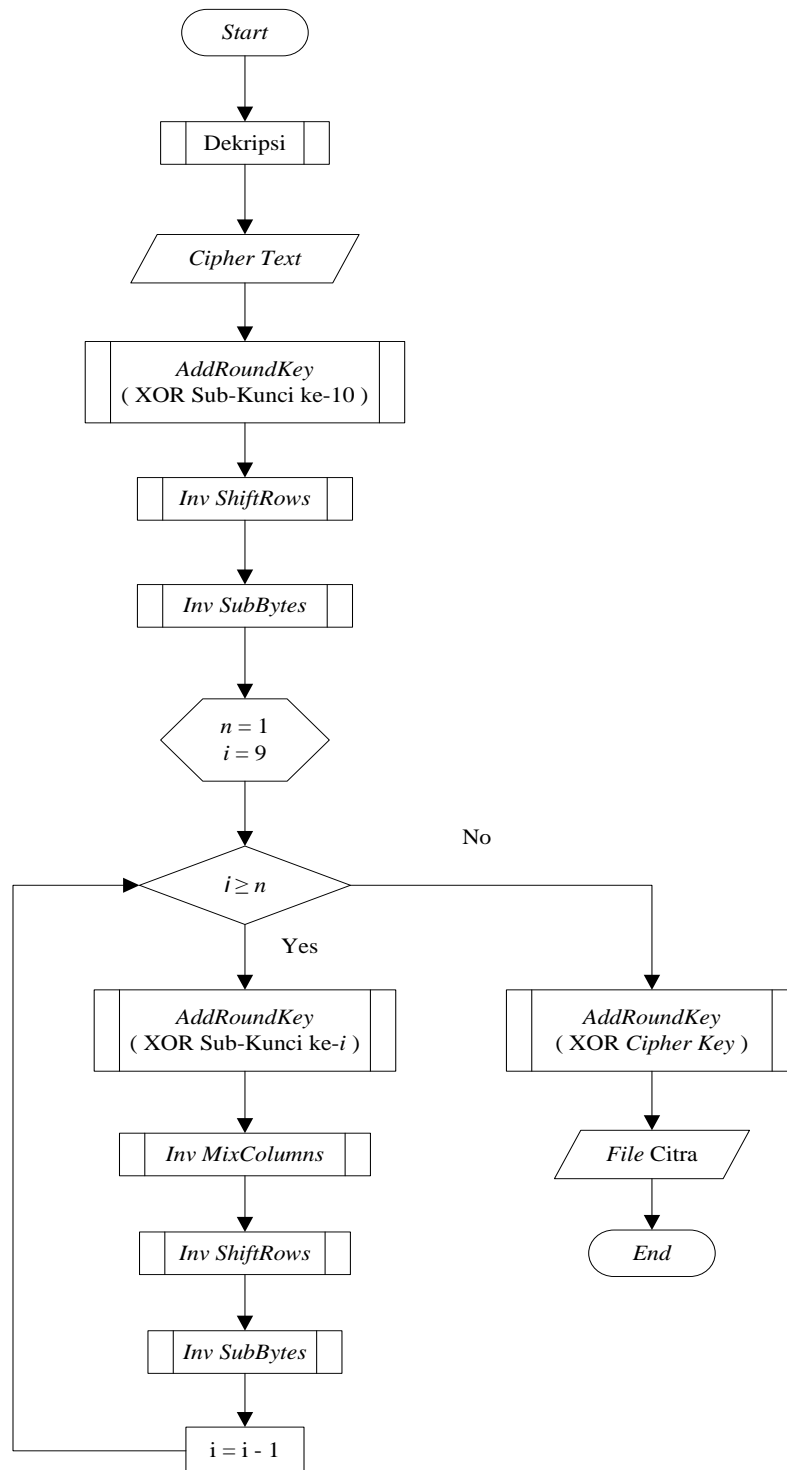 Start
Dekripsi
Cipher Text
AddRoundKey
( XOR Sub-Kunci ke-10 )
Inv ShiftRows
Inv SubBytes
n = 1
i = 9
i ≥ n
No
Yes
AddRoundKey
( XOR Sub-Kunci ke-i )
Inv MixColumns
Inv ShiftRows
Inv SubBytes
i = i - 1
AddRoundKey
( XOR Cipher Key )
File Citra
End